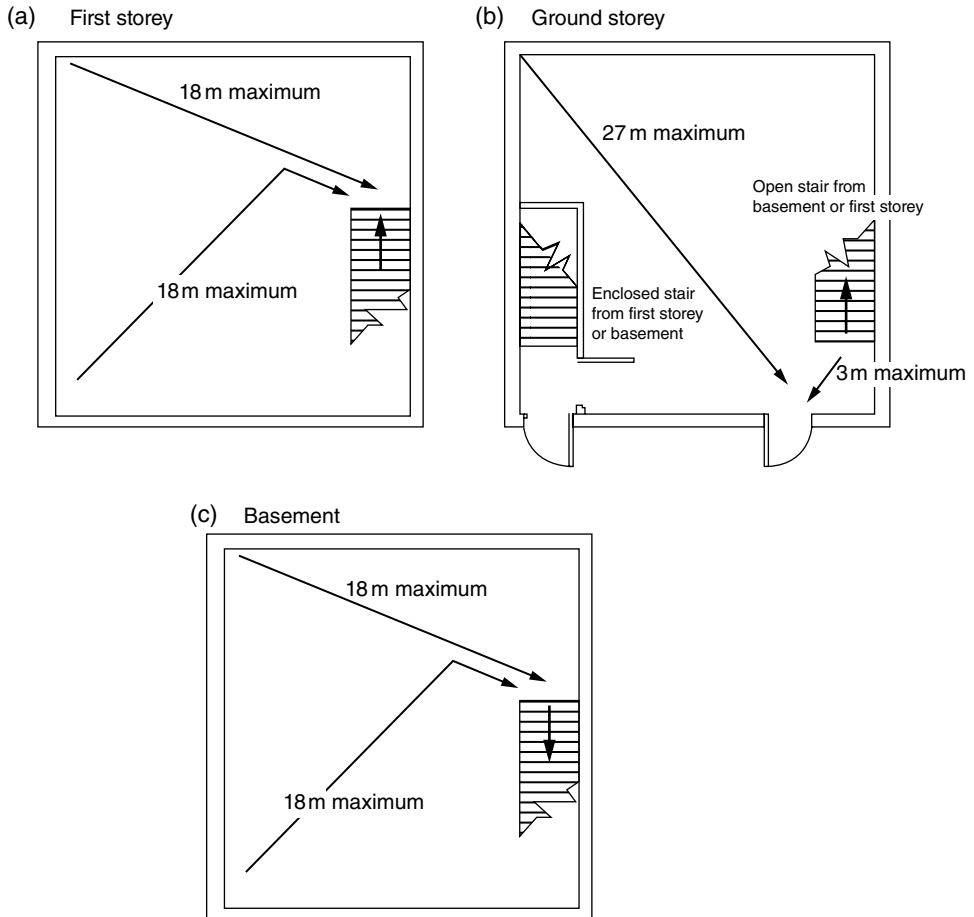 (a) First storey
18 m maximum
18 m maximum
(b) Ground storey
27 m maximum
Open stair from
basement or first storey
Enclosed stair
from first storey
or basement
3 m maximum
(c) Basement
18 m maximum
18 m maximum